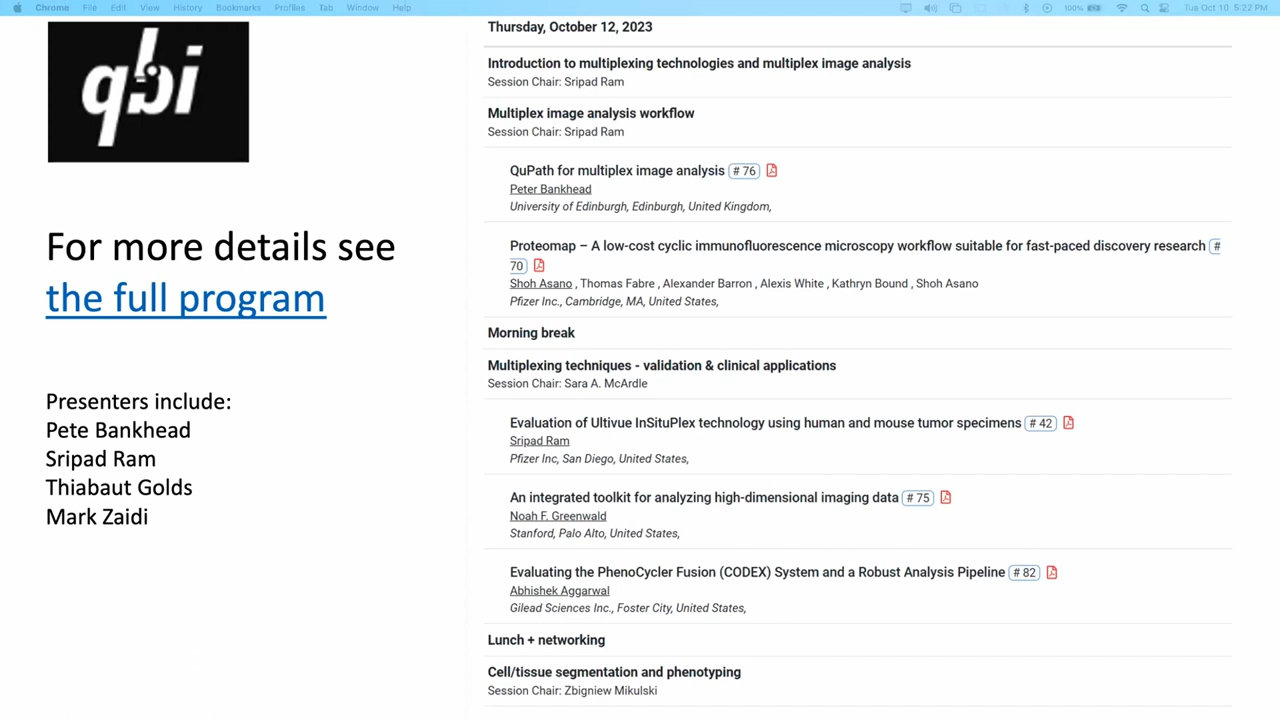 Chrome File Edit View History Bookmarks Profiles Tab Window Help 100% Tue Oct 10 5:22 PM
qbi
For more details see
the full program
Presenters include:
Pete Bankhead
Sripad Ram
Thiabaut Golds
Mark Zaidi
Thursday, October 12, 2023
Introduction to multiplexing technologies and multiplex image analysis
Session Chair: Sripad Ram
Multiplex image analysis workflow
Session Chair: Sripad Ram
QuPath for multiplex image analysis # 76
Peter Bankhead
University of Edinburgh, Edinburgh, United Kingdom,
Proteomap – A low-cost cyclic immunofluorescence microscopy workflow suitable for fast-paced discovery research #
70
Shoh Asano , Thomas Fabre , Alexander Barron , Alexis White , Kathryn Bound , Shoh Asano
Pfizer Inc., Cambridge, MA, United States,
Morning break
Multiplexing techniques - validation & clinical applications
Session Chair: Sara A. McArdle
Evaluation of Ultivue InSituPlex technology using human and mouse tumor specimens # 42
Sripad Ram
Pfizer Inc, San Diego, United States,
An integrated toolkit for analyzing high-dimensional imaging data # 75
Noah F. Greenwald
Stanford, Palo Alto, United States,
Evaluating the PhenoCycler Fusion (CODEX) System and a Robust Analysis Pipeline # 82
Abhishek Aggarwal
Gilead Sciences Inc., Foster City, United States,
Lunch + networking
Cell/tissue segmentation and phenotyping
Session Chair: Zbigniew Mikulski